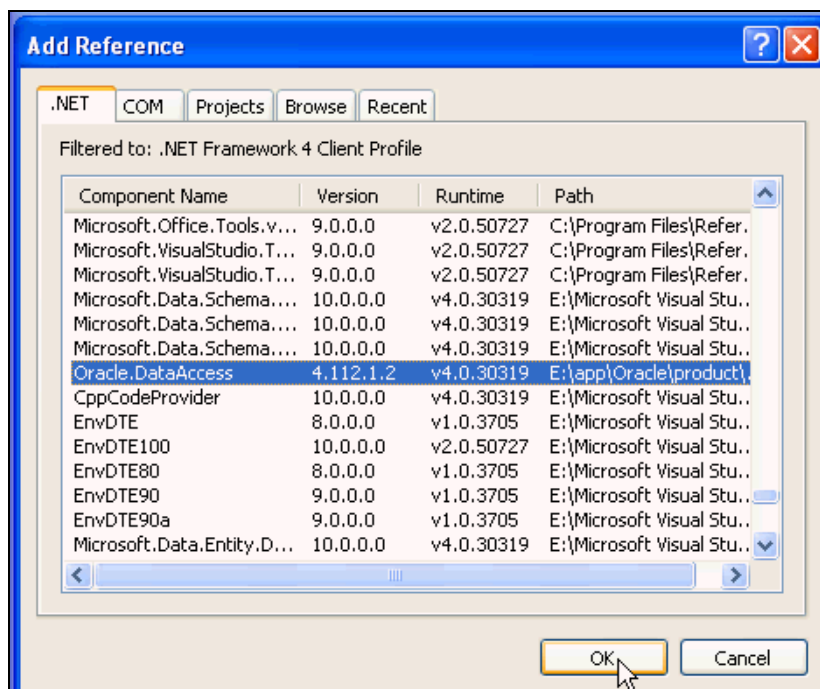 Add Reference
.NET COM Projects Browse Recent
Filtered to: .NET Framework 4 Client Profile
Component Name Version Runtime Path
Microsoft.Office.Tools.v... 9.0.0.0 v2.0.50727 C:\Program Files\Refer.
Microsoft.VisualStudio.T... 9.0.0.0 v2.0.50727 C:\Program Files\Refer.
Microsoft.VisualStudio.T... 9.0.0.0 v2.0.50727 C:\Program Files\Refer.
Microsoft.Data.Schema.... 10.0.0.0 v4.0.30319 E:\Microsoft Visual Stu..
Microsoft.Data.Schema.... 10.0.0.0 v4.0.30319 E:\Microsoft Visual Stu..
Microsoft.Data.Schema.... 10.0.0.0 v4.0.30319 E:\Microsoft Visual Stu..
Oracle.DataAccess 4.112.1.2 v4.0.30319 E:\app\Oracle\product\.
CppCodeProvider 10.0.0.0 v4.0.30319 E:\Microsoft Visual Stu..
EnvDTE 8.0.0.0 v1.0.3705 E:\Microsoft Visual Stu..
EnvDTE100 10.0.0.0 v2.0.50727 E:\Microsoft Visual Stu..
EnvDTE80 8.0.0.0 v1.0.3705 E:\Microsoft Visual Stu..
EnvDTE90 9.0.0.0 v1.0.3705 E:\Microsoft Visual Stu..
EnvDTE90a 9.0.0.0 v1.0.3705 E:\Microsoft Visual Stu..
Microsoft.Data.Entity.D... 10.0.0.0 v4.0.30319 E:\Microsoft Visual Stu..
OK Cancel